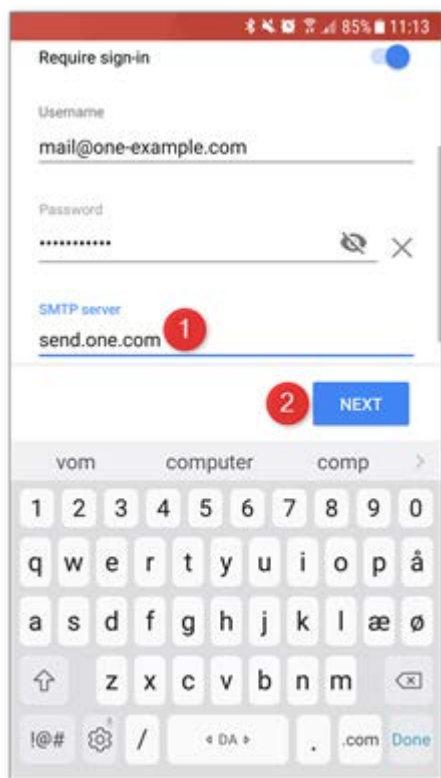 85% 11:13
Require sign-in
Username
mail@one-example.com
Password
•••••••••••
SMTP server
send.one.com 1
2 NEXT
vom computer comp
1 2 3 4 5 6 7 8 9 0
q w e r t y u i o p å
a s d f g h j k l æ ø
z x c v b n m
!@# / DA . .com Done